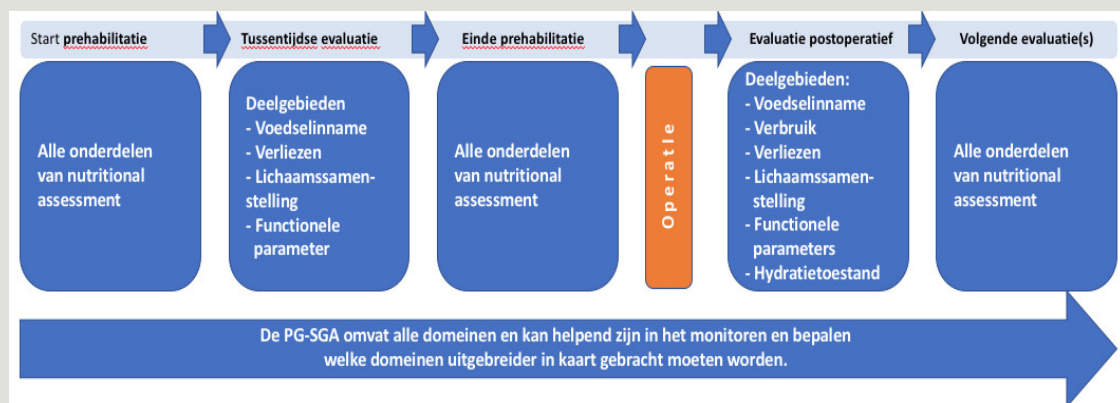 Start prehabilitatie
Tussentijdse evaluatie
Einde prehabilitatie
Evaluatie postoperatief
Volgende evaluatie(s)
Alle onderdelen
van nutritional
assessment
Deelgebieden
- Voedselinname
- Verliezen
- Lichaamssamen-
stelling
- Functionele
parameter
Alle onderdelen
van nutritional
assessment
Operatie
Deelgebieden:
- Voedselinname
- Verbruik
- Verliezen
- Lichaamssamen-
stelling
- Functionele
parameters
- Hydratietoestand
Alle onderdelen
van nutritional
assessment
De PG-SGA omvat alle domeinen en kan helpend zijn in het monitoren en bepalen
welke domeinen uitgebreider in kaart gebracht moeten worden.